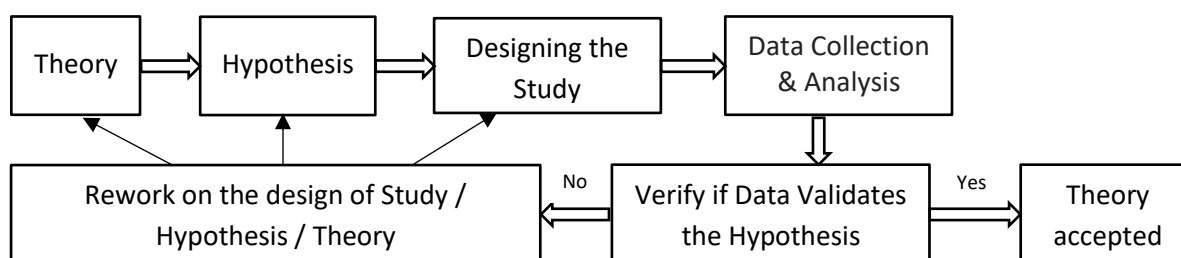 Theory
Hypothesis
Designing the
Study
Data Collection
& Analysis
Rework on the design of Study /
Hypothesis / Theory
No
Verify if Data Validates
the Hypothesis
Yes
Theory
accepted